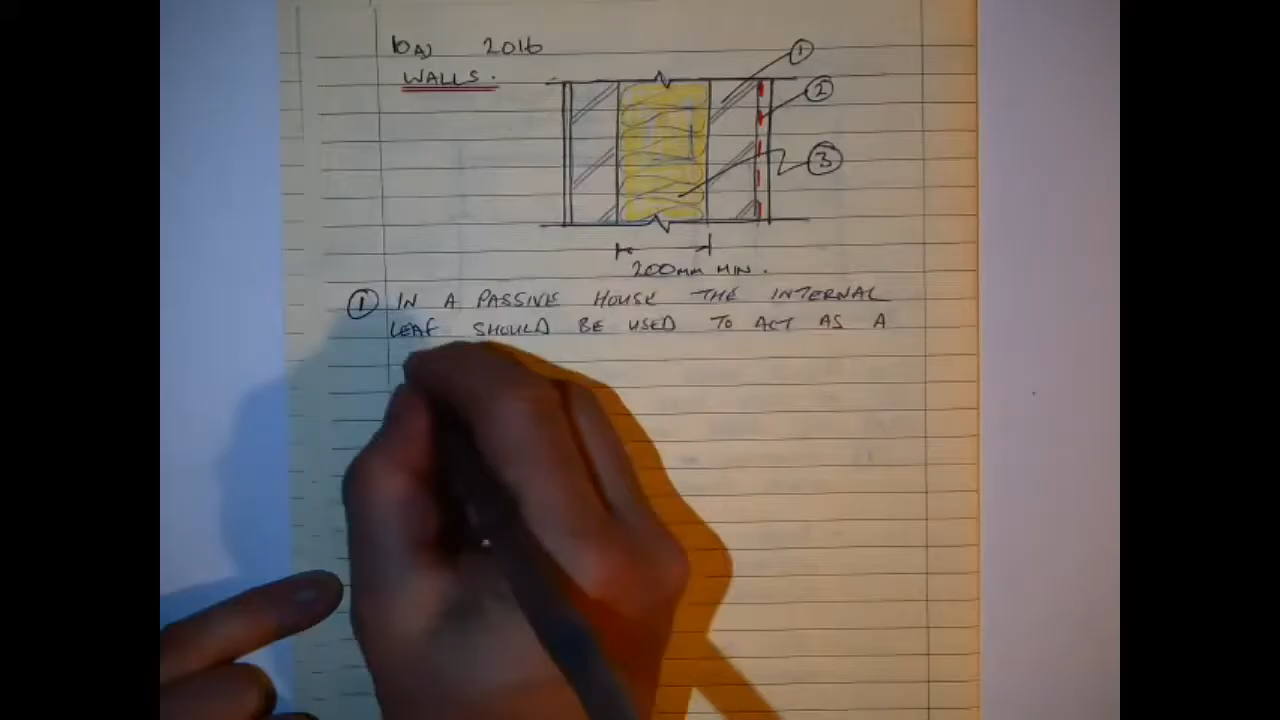 6a) 2016
WALLS.
1
2
3
200MM MIN.
1 IN A PASSIVE HOUSE THE INTERNAL
LEAF SHOULD BE USED TO ACT AS A